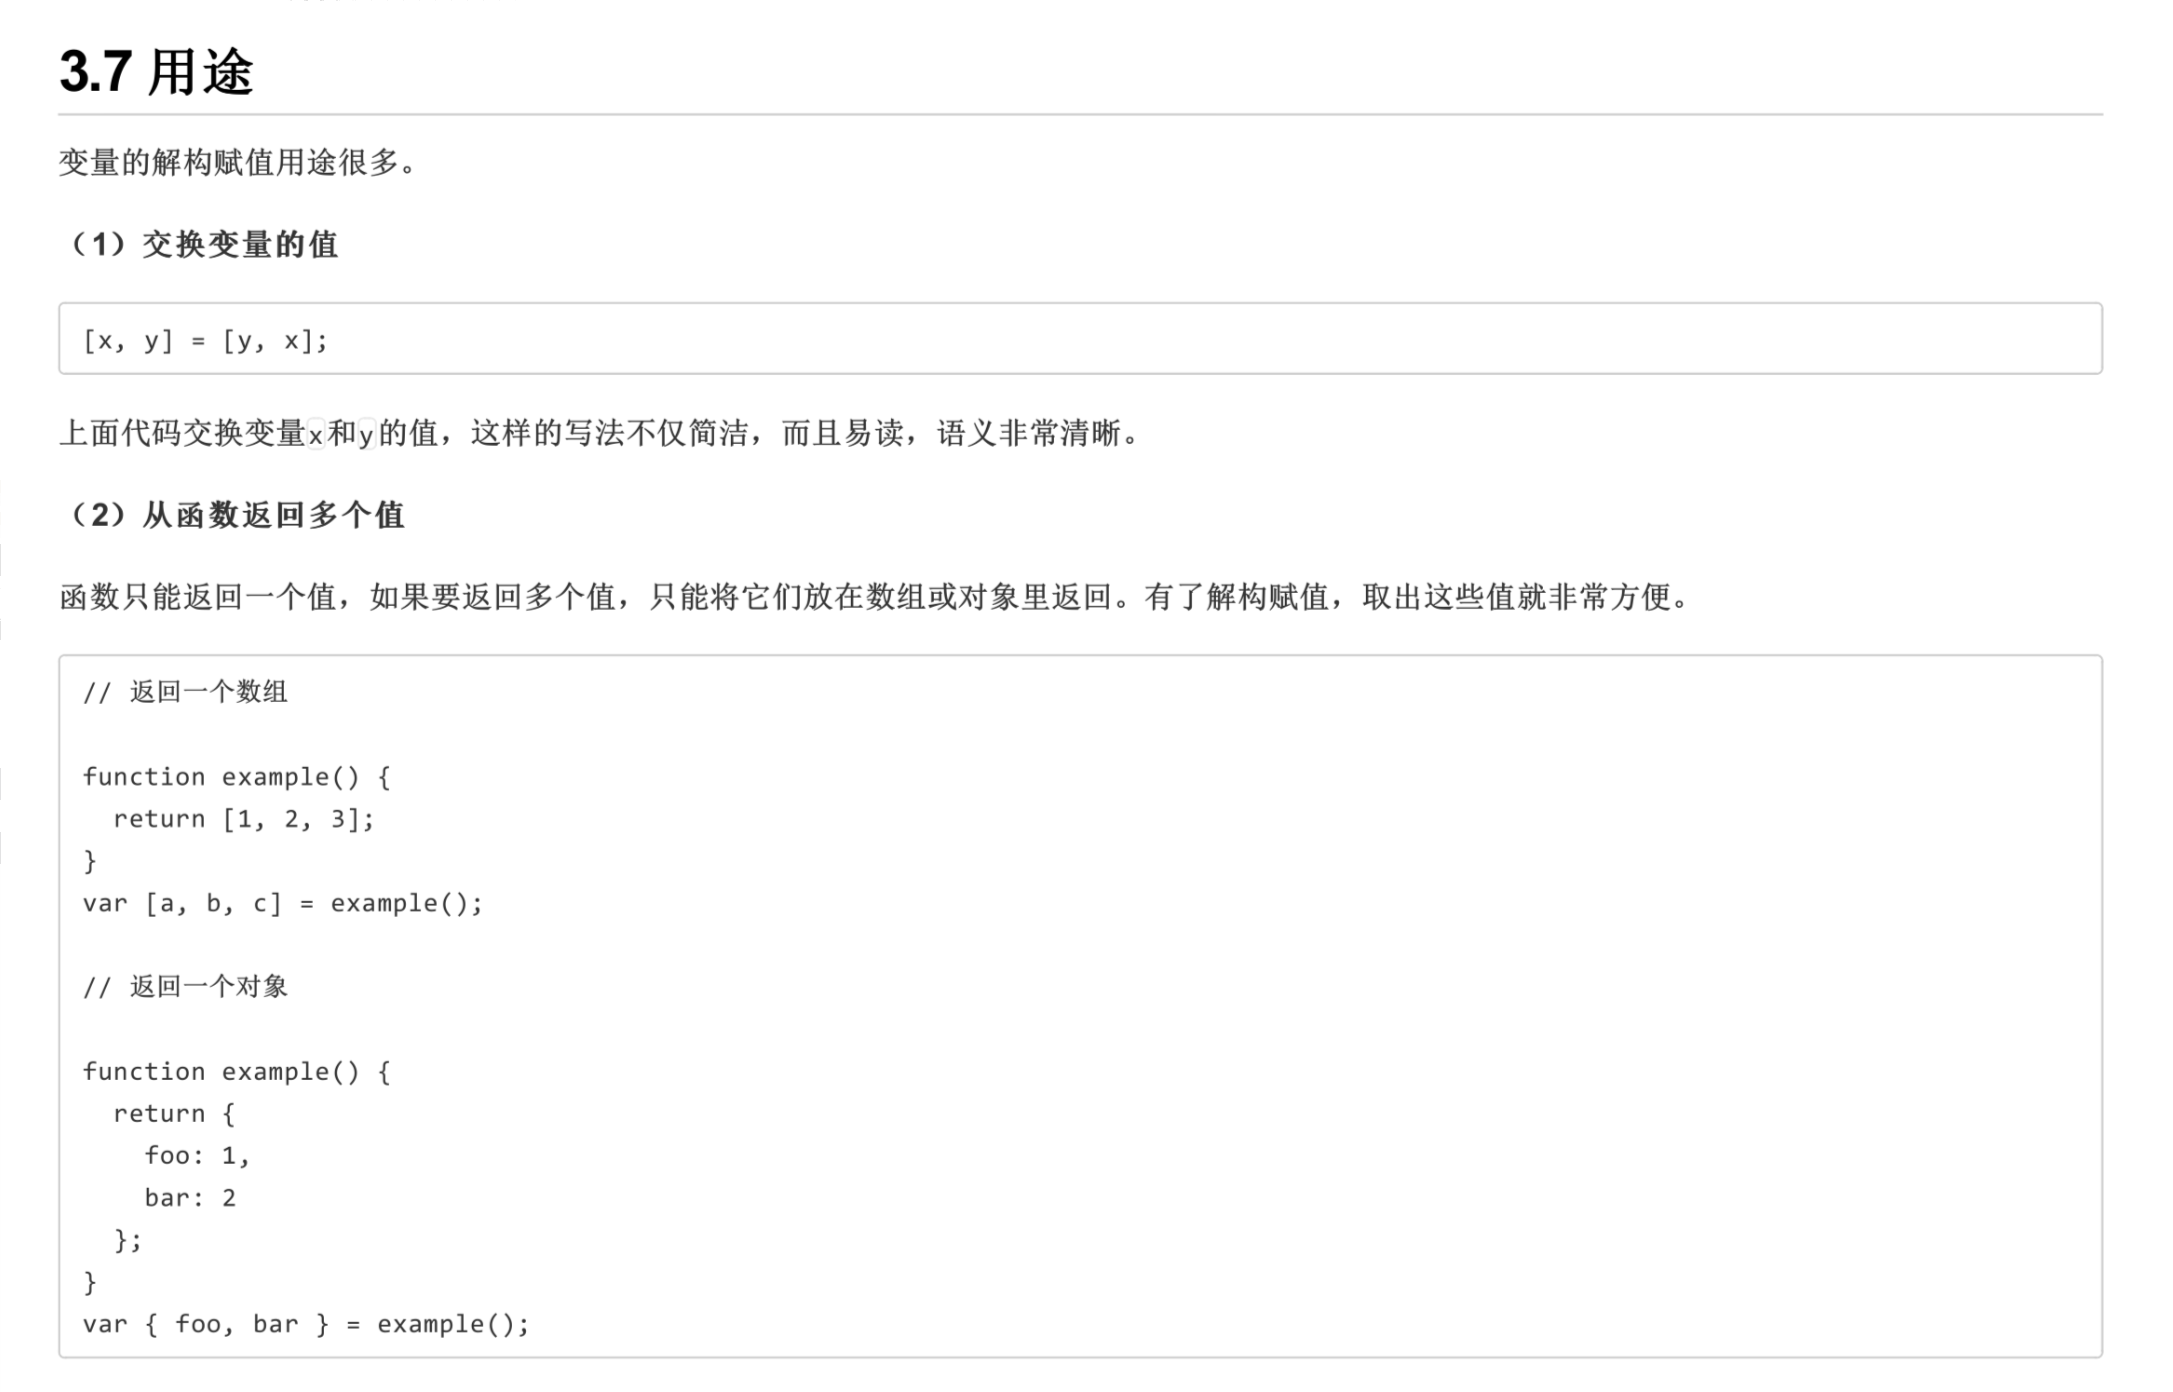 3.7 用途
变量的解构赋值用途很多。
（1）交换变量的值
[x, y] = [y, x];
上面代码交换变量x和y的值，这样的写法不仅简洁，而且易读，语义非常清晰。
（2）从函数返回多个值
函数只能返回一个值，如果要返回多个值，只能将它们放在数组或对象里返回。有了解构赋值，取出这些值就非常方便。
// 返回一个数组
function example() {
  return [1, 2, 3];
}
var [a, b, c] = example();
// 返回一个对象
function example() {
  return {
    foo: 1,
    bar: 2
  };
}
var { foo, bar } = example();